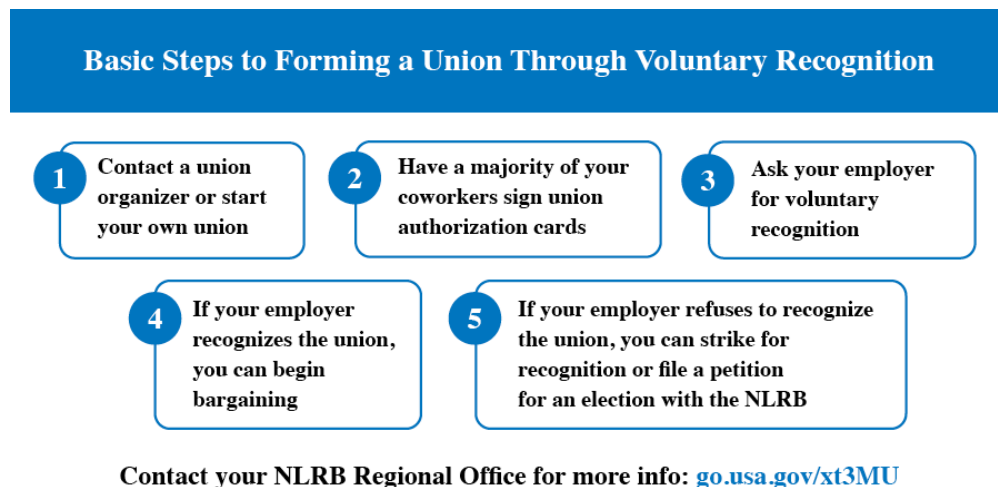 Basic Steps to Forming a Union Through Voluntary Recognition
1
Contact a union
organizer or start
your own union
2
Have a majority of your
coworkers sign union
authorization cards
3
Ask your employer
for voluntary
recognition
4
If your employer
recognizes the union,
you can begin
bargaining
5
If your employer refuses to recognize
the union, you can strike for
recognition or file a petition
for an election with the NLRB
Contact your NLRB Regional Office for more info: go.usa.gov/xt3MU